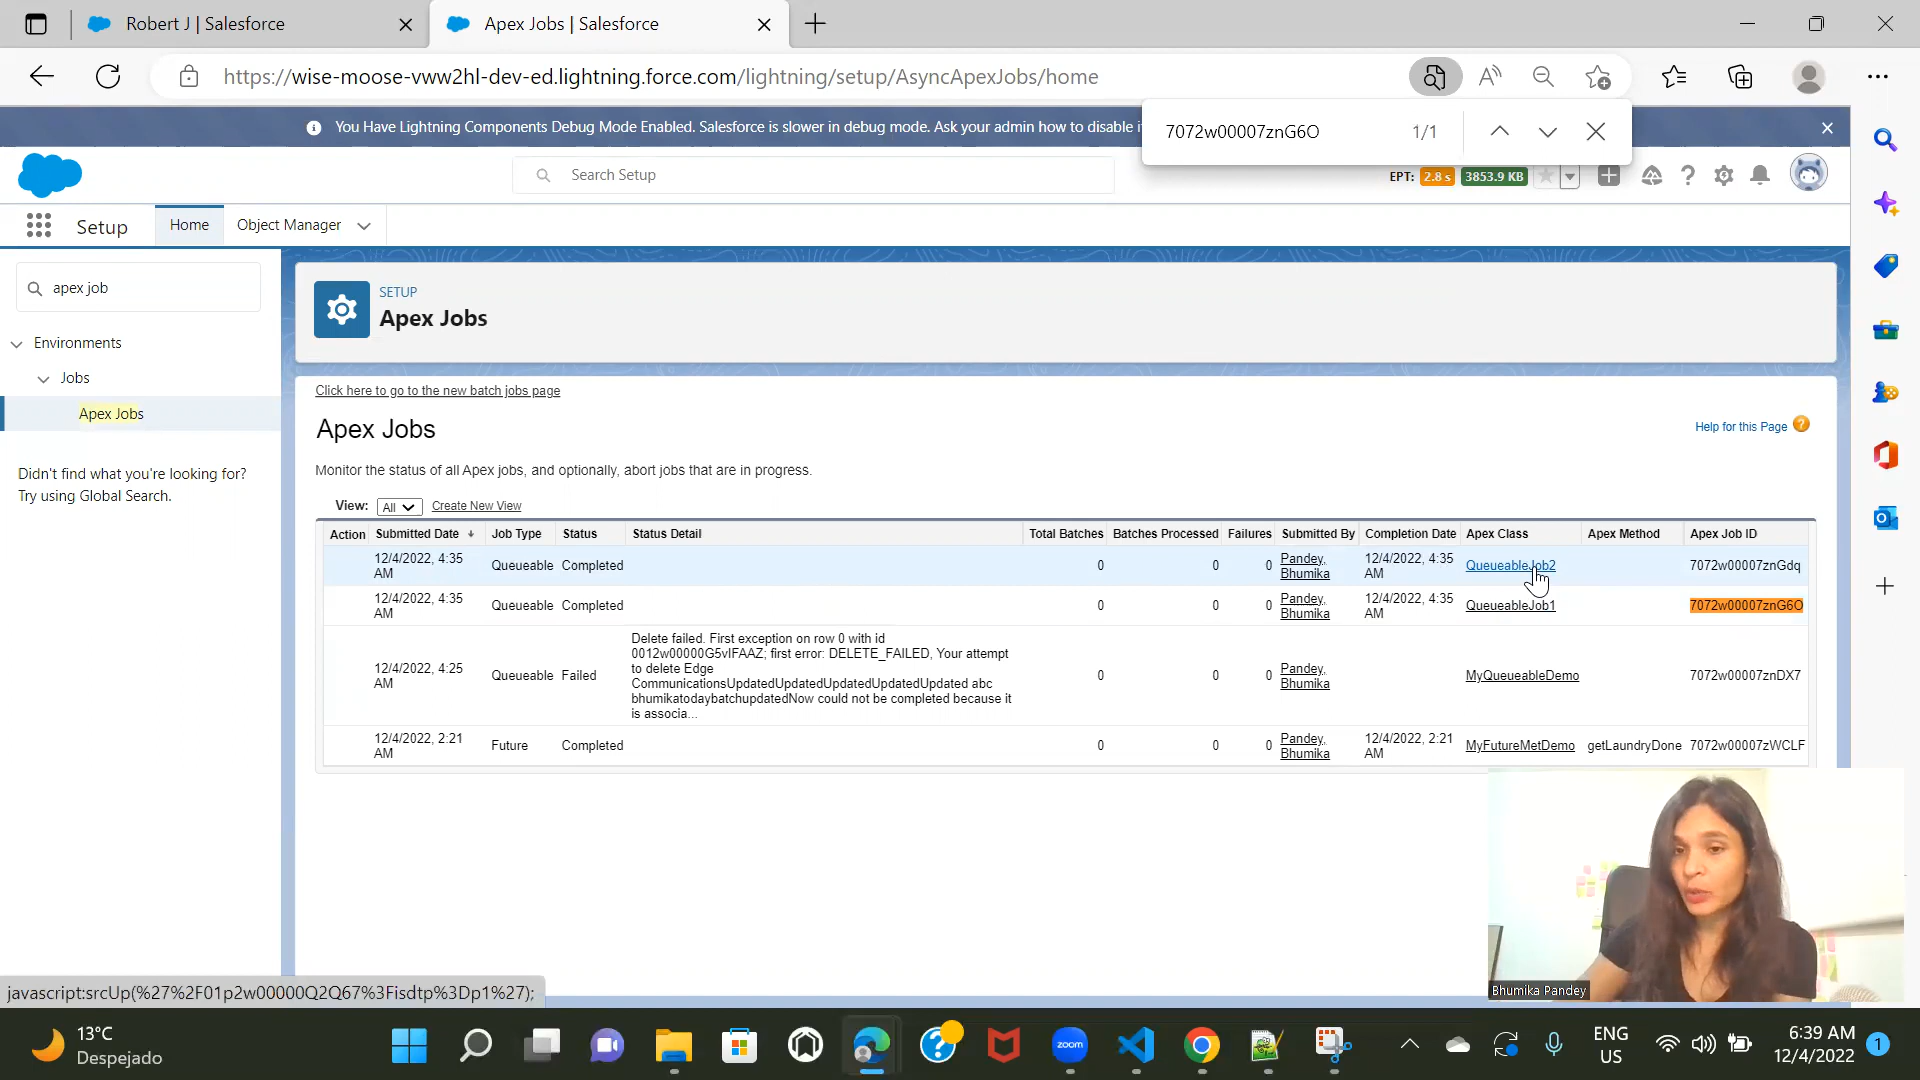 Robert J | Salesforce
Apex Jobs | Salesforce
https://wise-moose-vww2hl-dev-ed.lightning.force.com/lightning/setup/AsyncApexJobs/home
You Have Lightning Components Debug Mode Enabled. Salesforce is slower in debug mode. Ask your admin how to disable i
7072w00007znG6O 1/1
Search Setup
EPT: 2.8 s 3853.9 KB
Setup Home Object Manager
apex job
Environments
Jobs
Apex Jobs
Didn't find what you're looking for?
Try using Global Search.
SETUP
Apex Jobs
Click here to go to the new batch jobs page
Apex Jobs
Help for this Page ?
Monitor the status of all Apex jobs, and optionally, abort jobs that are in progress.
View: All Create New View
Action Submitted Date Job Type Status Status Detail Total Batches Batches Processed Failures Submitted By Completion Date Apex Class Apex Method Apex Job ID
12/4/2022, 4:35 AM Queueable Completed 0 0 0 Pandey, Bhumika 12/4/2022, 4:35 AM QueueableJob2 7072w00007znGdq
12/4/2022, 4:35 AM Queueable Completed 0 0 0 Pandey, Bhumika 12/4/2022, 4:35 AM QueueableJob1 7072w00007znG6O
Delete failed. First exception on row 0 with id
0012w00000G5vIFAAZ; first error: DELETE_FAILED, Your attempt
12/4/2022, 4:25 AM Queueable Failed to delete Edge 0 0 0 Pandey, Bhumika MyQueueableDemo 7072w00007znDX7
CommunicationsUpdatedUpdatedUpdatedUpdatedUpdated abc
bhumikatodaybatchupdatedNow could not be completed because it
is associa...
12/4/2022, 2:21 AM Future Completed 0 0 0 Pandey, Bhumika 12/4/2022, 2:21 AM MyFutureMetDemo getLaundryDone 7072w00007zWCLF
Bhumika Pandey
javascript:srcUp(%27%2F01p2w00000Q2Q67%3Fisdtp%3Dp1%27);
13°C
Despejado
zoom
ENG
US
6:39 AM
12/4/2022
1